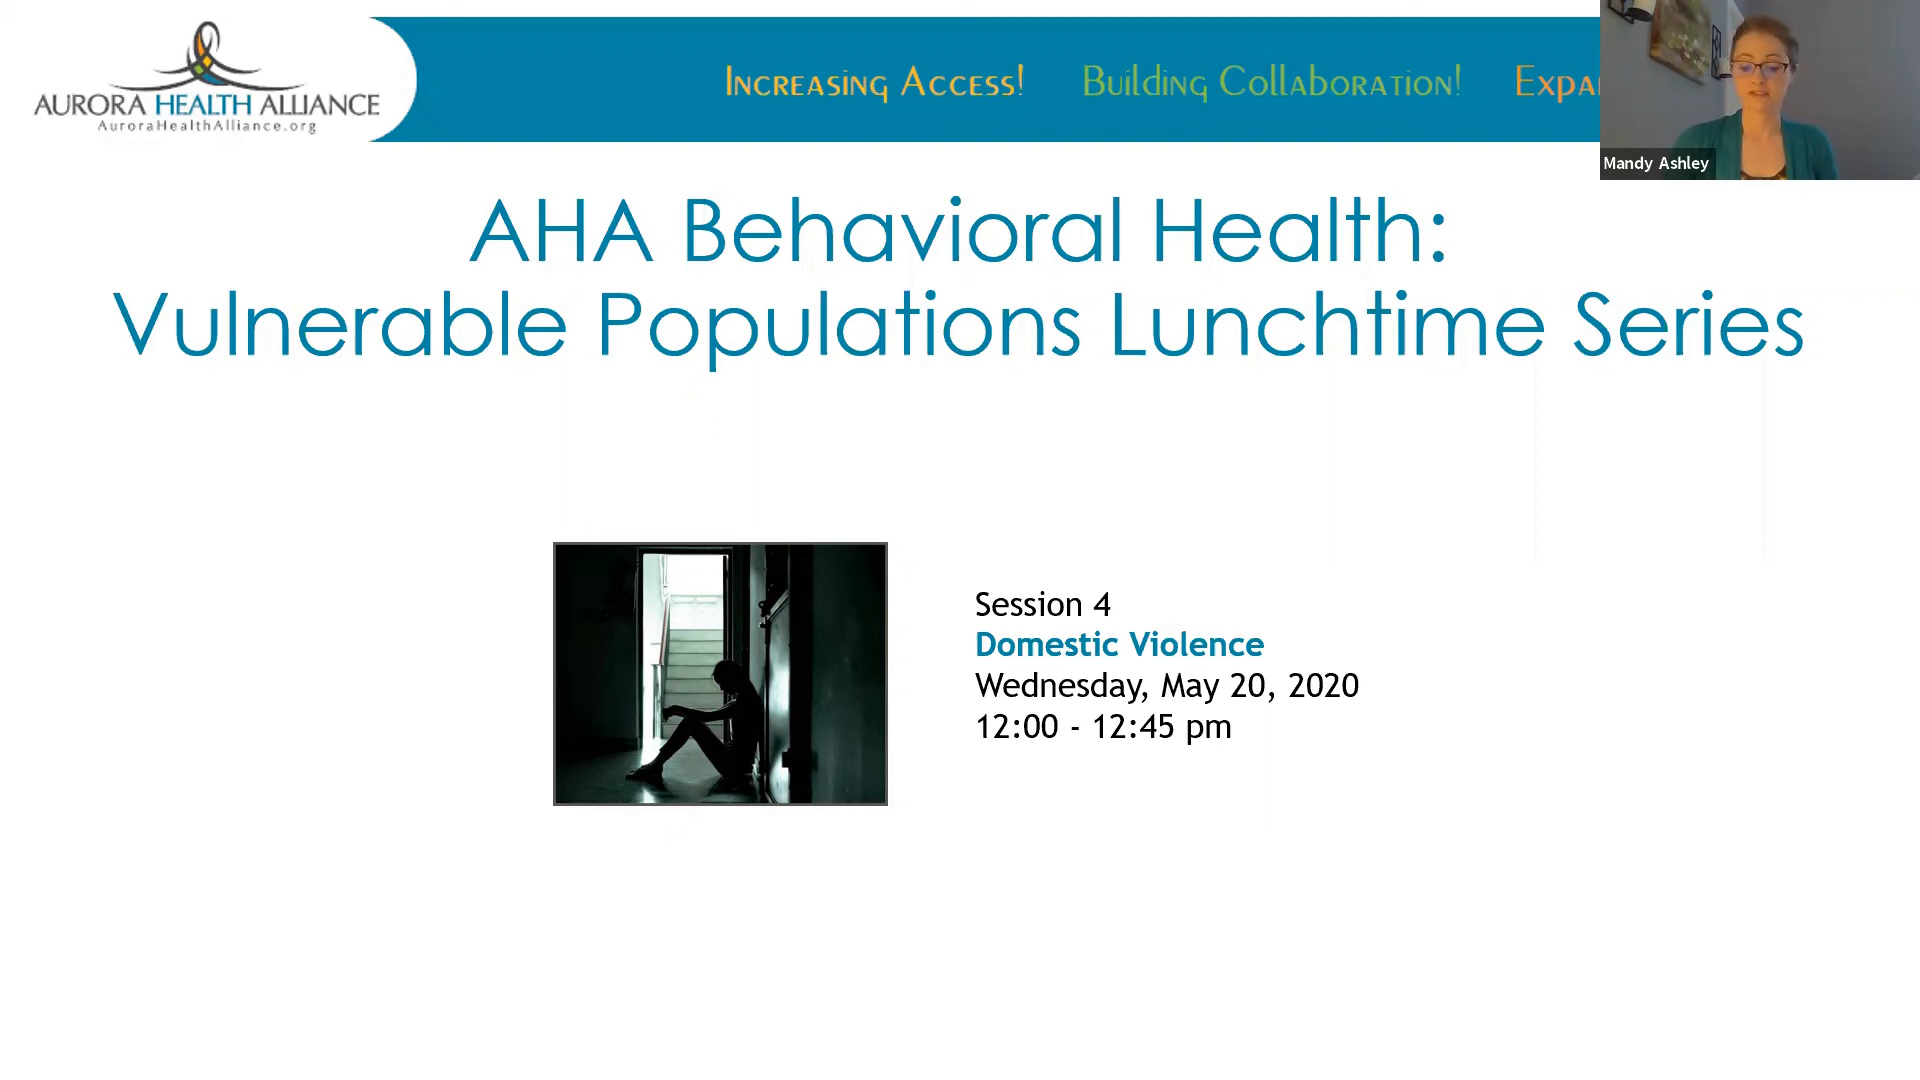 AURORA HEALTH ALLIANCE
AuroraHealthAlliance.org
Increasing Access!
Building Collaboration!
Mandy Ashley
AHA Behavioral Health:
Vulnerable Populations Lunchtime Series
Session 4
Domestic Violence
Wednesday, May 20, 2020
12:00 - 12:45 pm